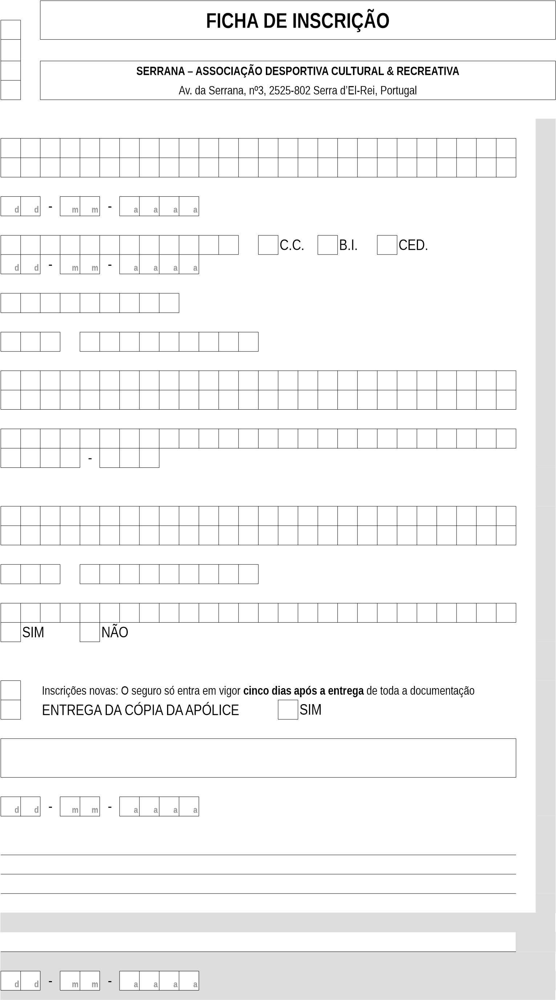 FICHA DE INSCRIÇÃO
SERRANA – ASSOCIAÇÃO DESPORTIVA CULTURAL & RECREATIVA
Av. da Serrana, nº3, 2525-802 Serra d’El-Rei, Portugal
d d - m m - a a a a
C.C. B.I. CED.
d d - m m - a a a a
-
SIM NÃO
Inscrições novas: O seguro só entra em vigor cinco dias após a entrega de toda a documentação
ENTREGA DA CÓPIA DA APÓLICE SIM
d d - m m - a a a a
d d - m m - a a a a